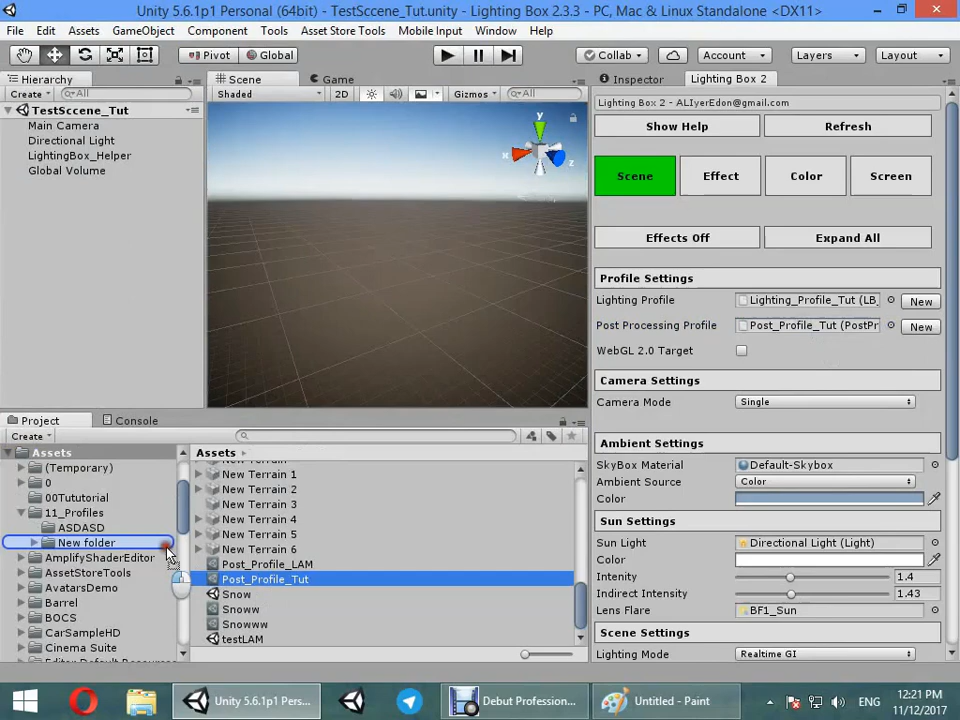 Unity 5.6.1p1 Personal (64bit) - TestSccene_Tut.unity - Lighting Box 2.3.3 - PC, Mac & Linux Standalone <DX11>
File Edit Assets GameObject Component Tools Asset Store Tools Mobile Input Window Help
Pivot Global Collab Account Layers Layout
Hierarchy Scene Game Inspector Lighting Box 2
Create All Shaded 2D Gizmos All
Lighting Box 2 - ALIyerEdon@gmail.com
TestSccene_Tut
Main Camera
Directional Light
LightingBox_Helper
Global Volume
y
x
z
Show Help Refresh
Scene Effect Color Screen
Effects Off Expand All
Profile Settings
Lighting Profile Lighting_Profile_Tut (LB_ New
Post Processing Profile Post_Profile_Tut (PostPr New
WebGL 2.0 Target
Camera Settings
Camera Mode Single
Ambient Settings
SkyBox Material Default-Skybox
Ambient Source Color
Color
Sun Settings
Sun Light Directional Light (Light)
Color
Intenity 1.4
Indirect Intensity 1.43
Lens Flare BF1_Sun
Scene Settings
Lighting Mode Realtime GI
Project Console
Create
Assets
(Temporary)
0
00Tututorial
11_Profiles
ASDASD
New folder
AmplifyShaderEditor
AssetStoreTools
AvatarsDemo
Barrel
BOCS
CarSampleHD
Cinema Suite
Assets
New Terrain 1
New Terrain 2
New Terrain 3
New Terrain 4
New Terrain 5
New Terrain 6
Post_Profile_LAM
Post_Profile_Tut
Snow
Snoww
Snowww
testLAM
Unity 5.6.1p1 Pers... Debut Profession... Untitled - Paint
ENG
12:21 PM
11/12/2017